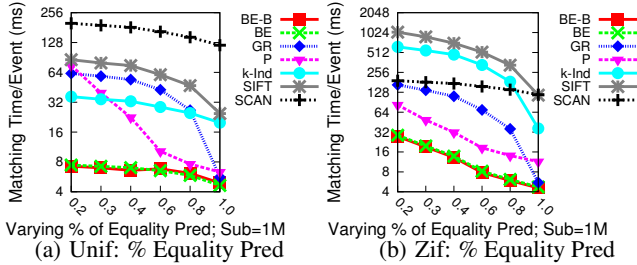 Matching Time/Event (ms)
256
128
64
32
16
8
4
0.2
0.3
0.4
0.6
0.8
1.0
Varying % of Equality Pred; Sub=1M
BE-B
BE
GR
P
k-Ind
SIFT
SCAN
(a) Unif: % Equality Pred
Matching Time/Event (ms)
2048
1024
512
256
128
64
32
16
8
4
0.2
0.3
0.4
0.6
0.8
1.0
Varying % of Equality Pred; Sub=1M
BE-B
BE
GR
P
k-Ind
SIFT
SCAN
(b) Zif: % Equality Pred